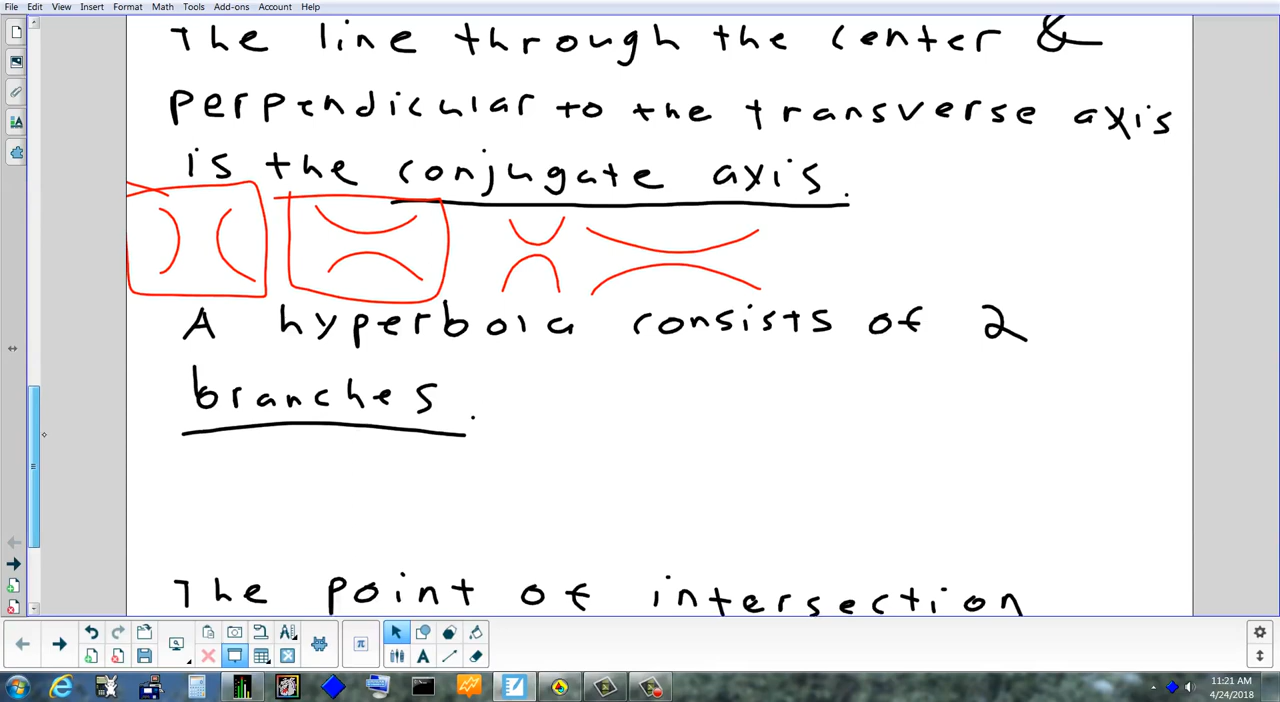 File Edit View Insert Format Math Tools Add-ons Account Help
The line through the center &
perpendicular to the transverse axis
is the conjugate axis.
A hyperbola consists of 2
branches.
The point of intersection
11:21 AM
4/24/2018